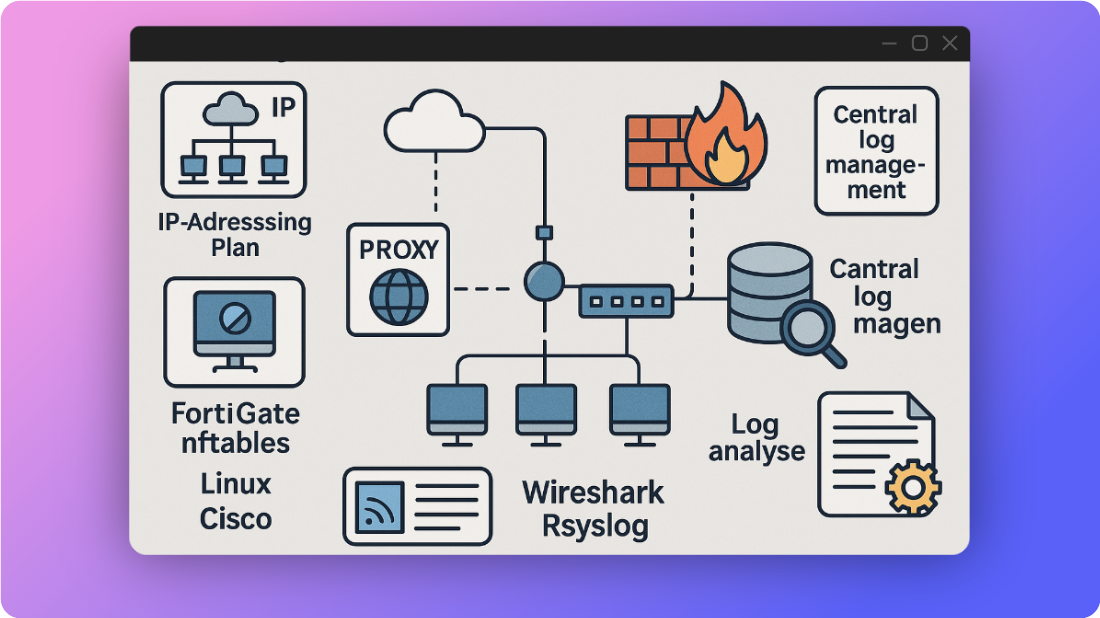 IP
IP-Adresssing
Plan
PROXY
Central
log
manage-
ment
Cantral
log
magen
FortiGate
nftables
Linux
Cisco
Wireshark
Rsyslog
Log
analyse